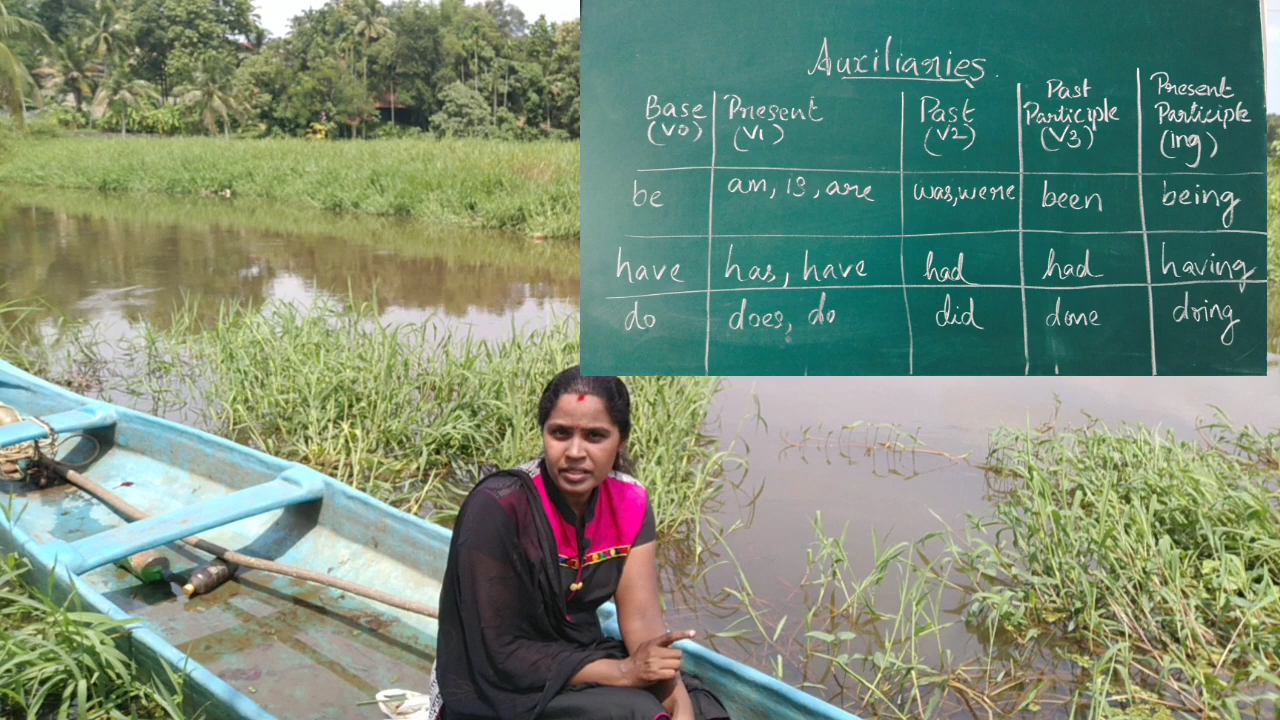 Auxiliaries.
Base (V0) Present (V1) Past (V2) Past Participle (V3) Present Participle (ing)
be am, is, are was, were been being
have has, have had had having
do does, do did done doing